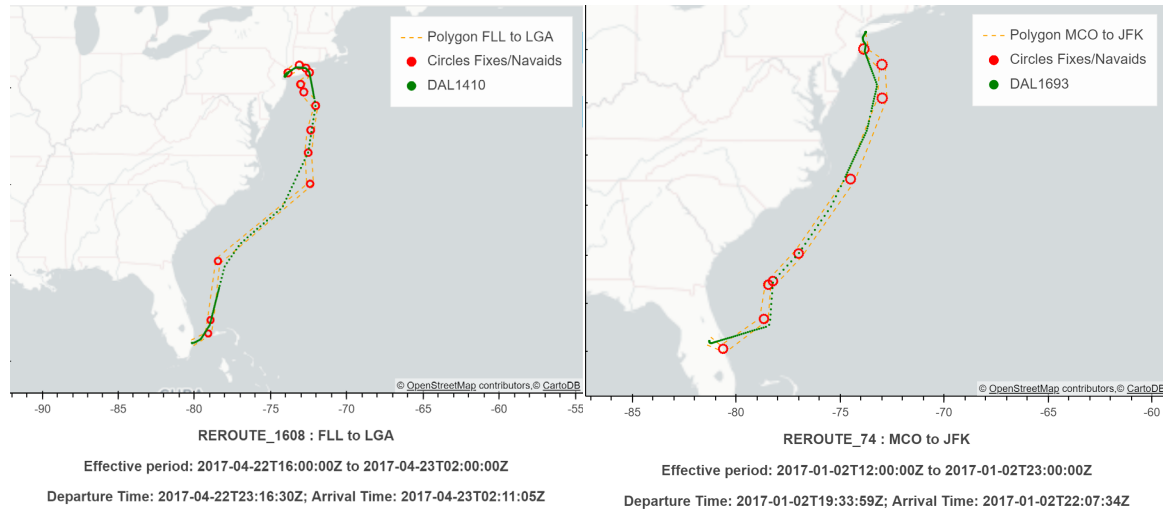 Polygon FLL to LGA
Circles Fixes/Navaids
DAL1410
© OpenStreetMap contributors,© CartoDB
-90 -85 -80 -75 -70 -65 -60 -55
REROUTE_1608 : FLL to LGA
Effective period: 2017-04-22T16:00:00Z to 2017-04-23T02:00:00Z
Departure Time: 2017-04-22T23:16:30Z; Arrival Time: 2017-04-23T02:11:05Z
Polygon MCO to JFK
Circles Fixes/Navaids
DAL1693
© OpenStreetMap contributors,© CartoDB
-85 -80 -75 -70 -65 -60
REROUTE_74 : MCO to JFK
Effective period: 2017-01-02T12:00:00Z to 2017-01-02T23:00:00Z
Departure Time: 2017-01-02T19:33:59Z; Arrival Time: 2017-01-02T22:07:34Z